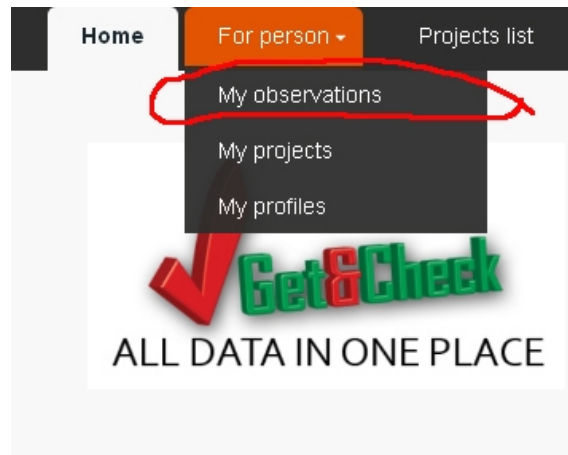 Home For person Projects list
My observations
My projects
My profiles
Get&Check
ALL DATA IN ONE PLACE